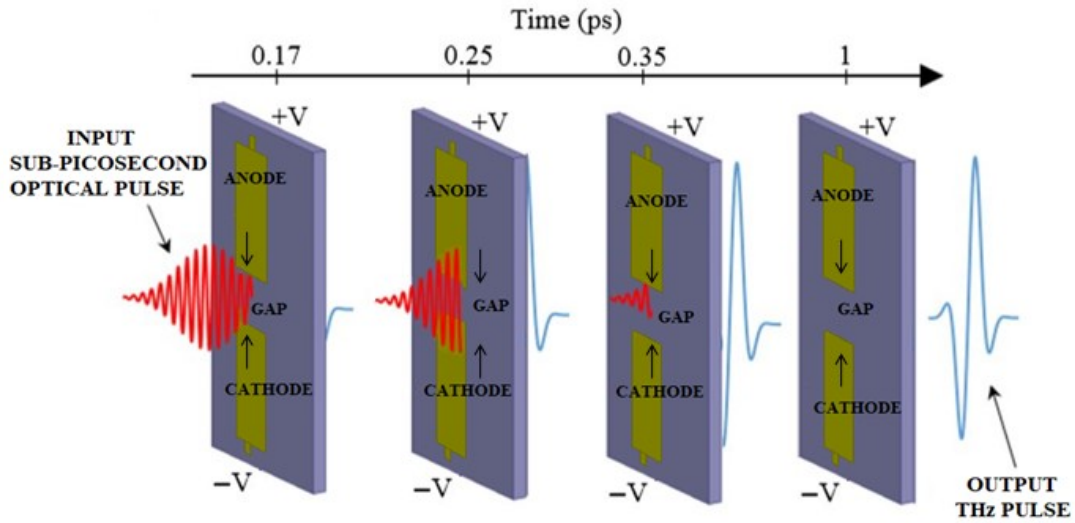 Time (ps)
0.17 0.25 0.35 1
INPUT
SUB-PICOSECOND
OPTICAL PULSE
+V +V +V +V
ANODE ANODE ANODE ANODE
GAP GAP GAP GAP
CATHODE CATHODE CATHODE CATHODE
−V −V −V −V
OUTPUT
THz PULSE